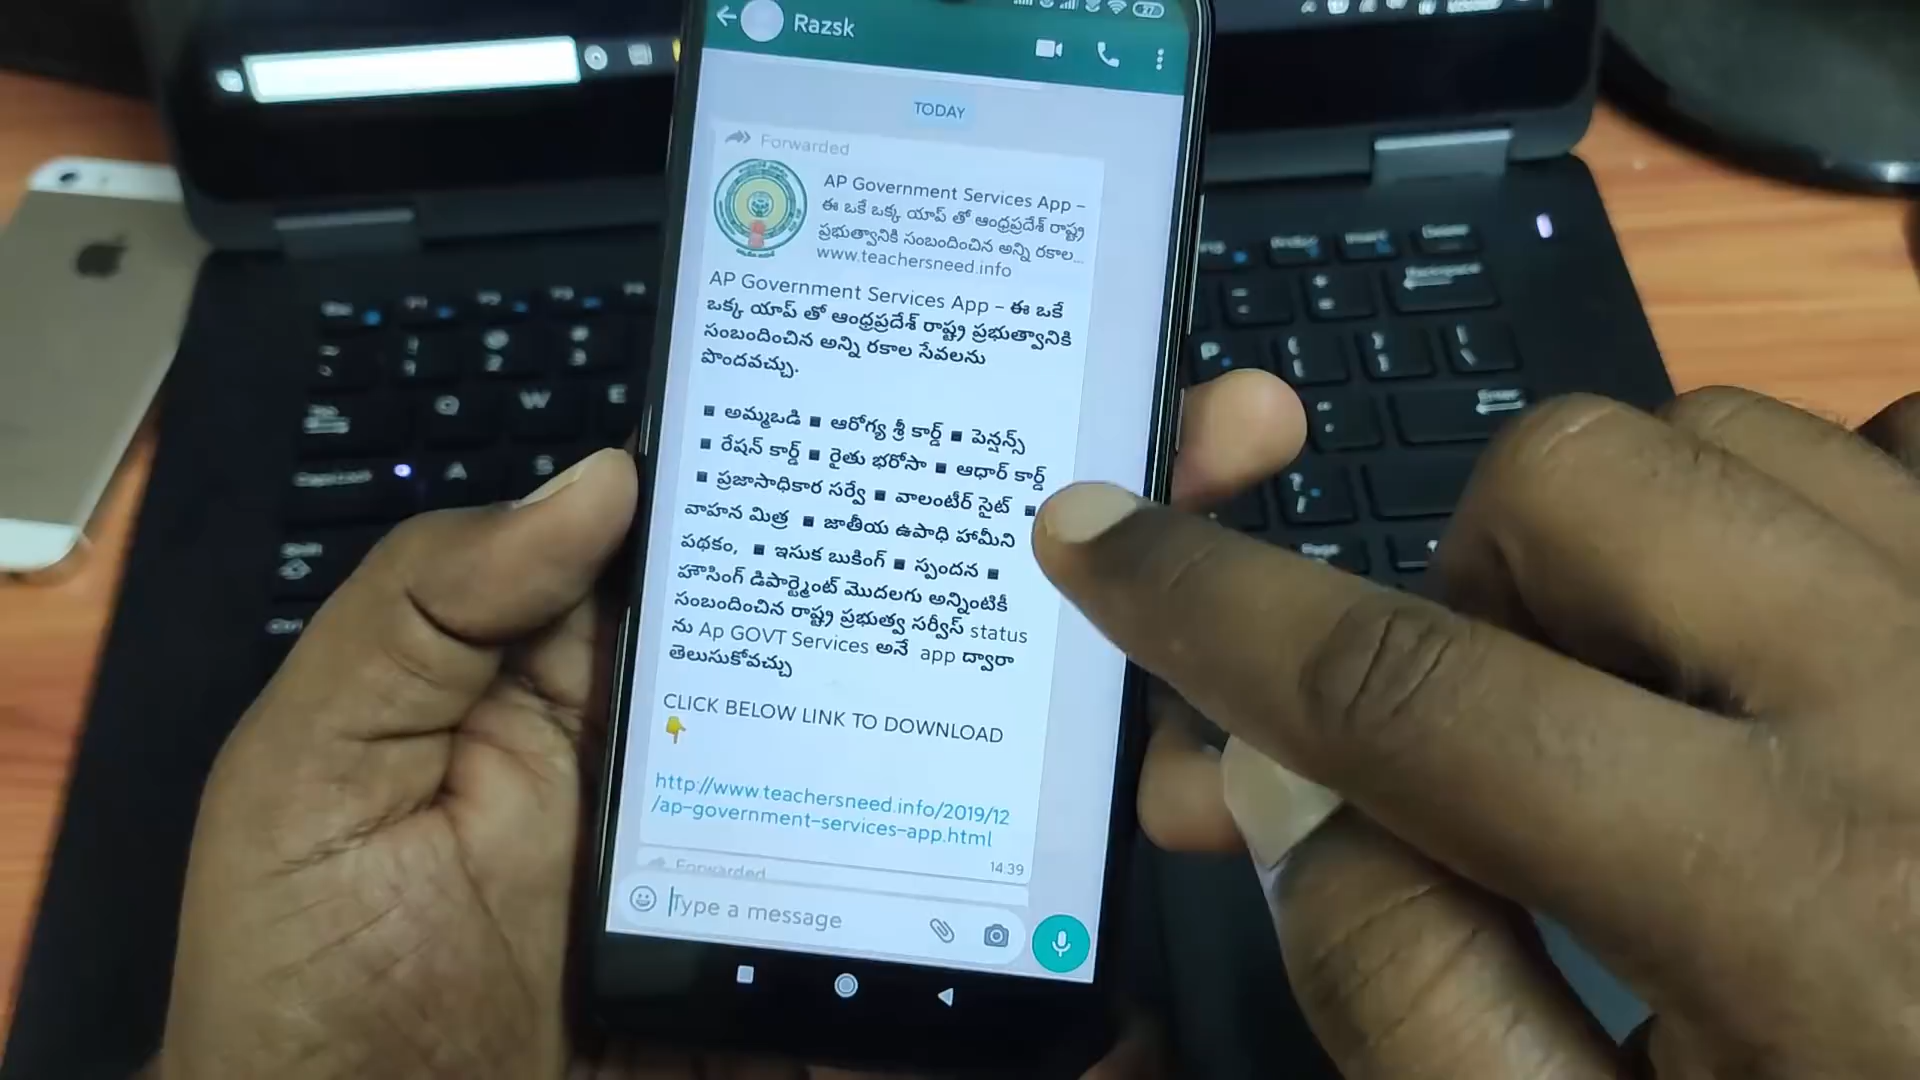 27
Razsk
TODAY
Forwarded
AP Government Services App –
ఈ ఒకే ఒక్క యాప్ తో ఆంధ్రప్రదేశ్ రాష్ట్ర
ప్రభుత్వానికి సంబందించిన అన్ని రకాల...
www.teachersneed.info
AP Government Services App – ఈ ఒకే
ఒక్క యాప్ తో ఆంధ్రప్రదేశ్ రాష్ట్ర ప్రభుత్వానికి
సంబందించిన అన్ని రకాల సేవలను
పొందవచ్చు.
▪ అమ్మఒడి ▪ ఆరోగ్య శ్రీ కార్డ్ ▪ పెన్షన్స్
▪ రేషన్ కార్డ్ ▪ రైతు భరోసా ▪ ఆధార్ కార్డ్
▪ ప్రజాసాధికార సర్వే ▪ వాలంటీర్ సైట్ ▪
వాహన మిత్ర ▪ జాతీయ ఉపాధి హామీని
పథకం, ▪ ఇసుక బుకింగ్ ▪ స్పందన ▪
హౌసింగ్ డిపార్ట్మెంట్ మొదలగు అన్నింటికీ
సంబందించిన రాష్ట్ర ప్రభుత్వ సర్వీస్ status
ను Ap GOVT Services అనే app ద్వారా
తెలుసుకోవచ్చు
CLICK BELOW LINK TO DOWNLOAD
👇
http://www.teachersneed.info/2019/12
/ap-government-services-app.html
14:39
Forwarded
Type a message
Q W E
A S
Backspace
Enter
Delete